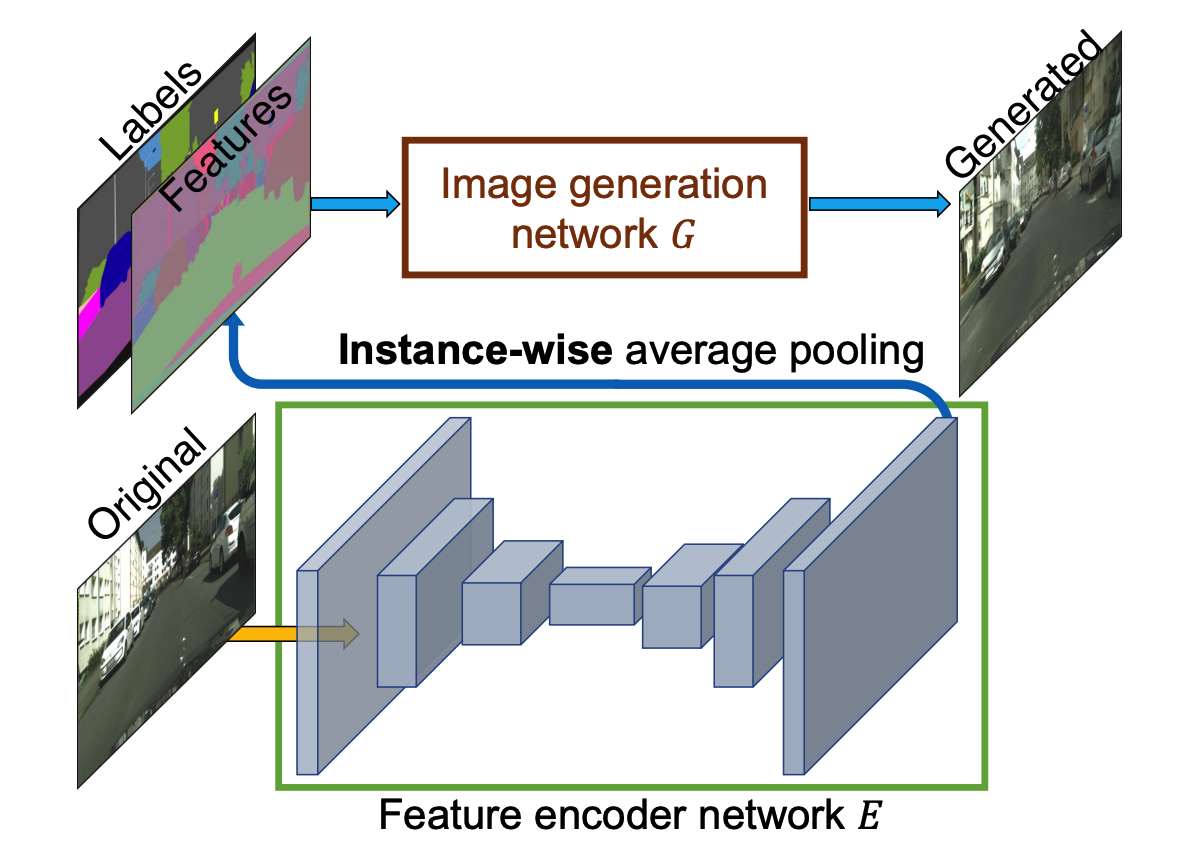 Labels
Features
Image generation
network G
Generated
Instance-wise average pooling
Original
Feature encoder network E